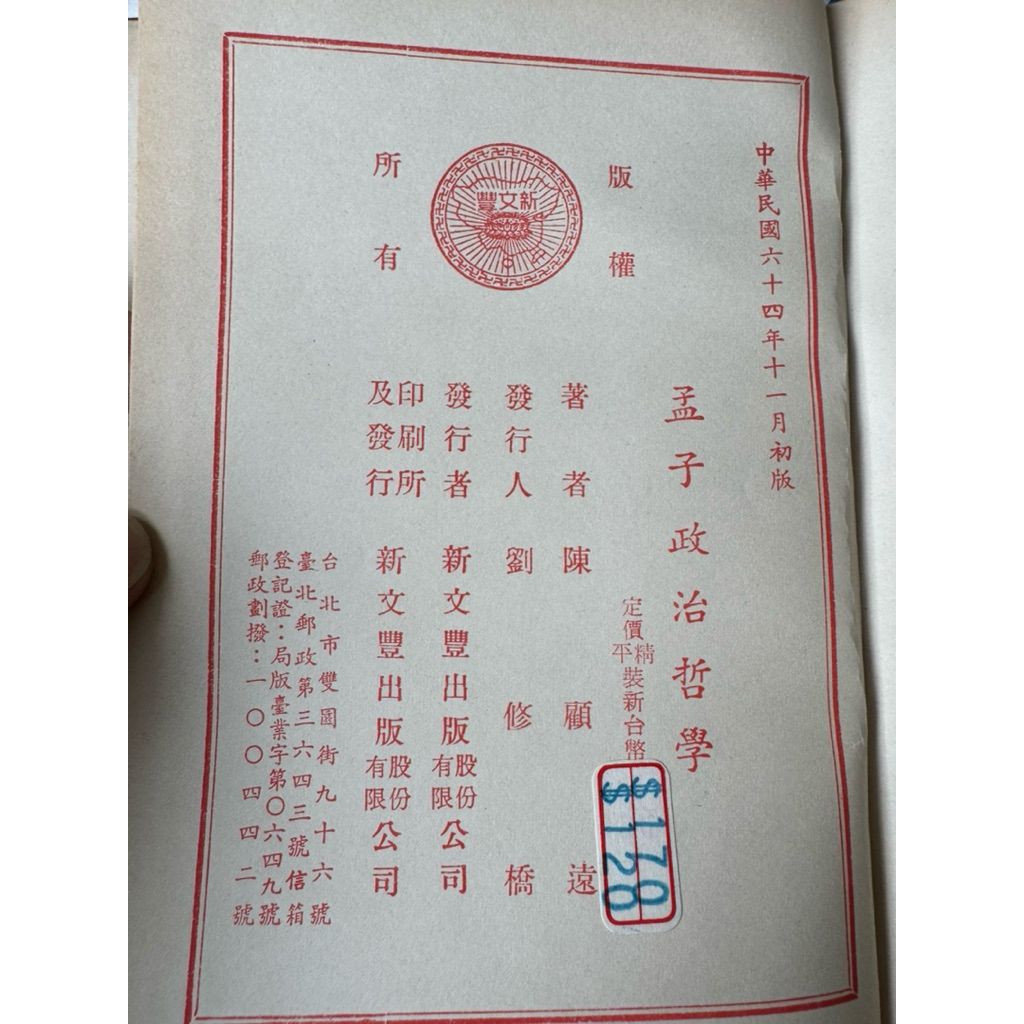 中華民國六十四年十一月初版
版權
所有
新文豐
孟子政治哲學
定價精平裝新台幣
$178
$128
著者 陳顧遠
發行人 劉修橋
發行者 新文豐出版股份有限公司
印刷所及發行 新文豐出版股份有限公司
台北市雙園街九十六號
臺北郵政第三六四三號信箱
登記證：局版臺業字第〇六四九號
郵政劃撥：一〇〇四四二號